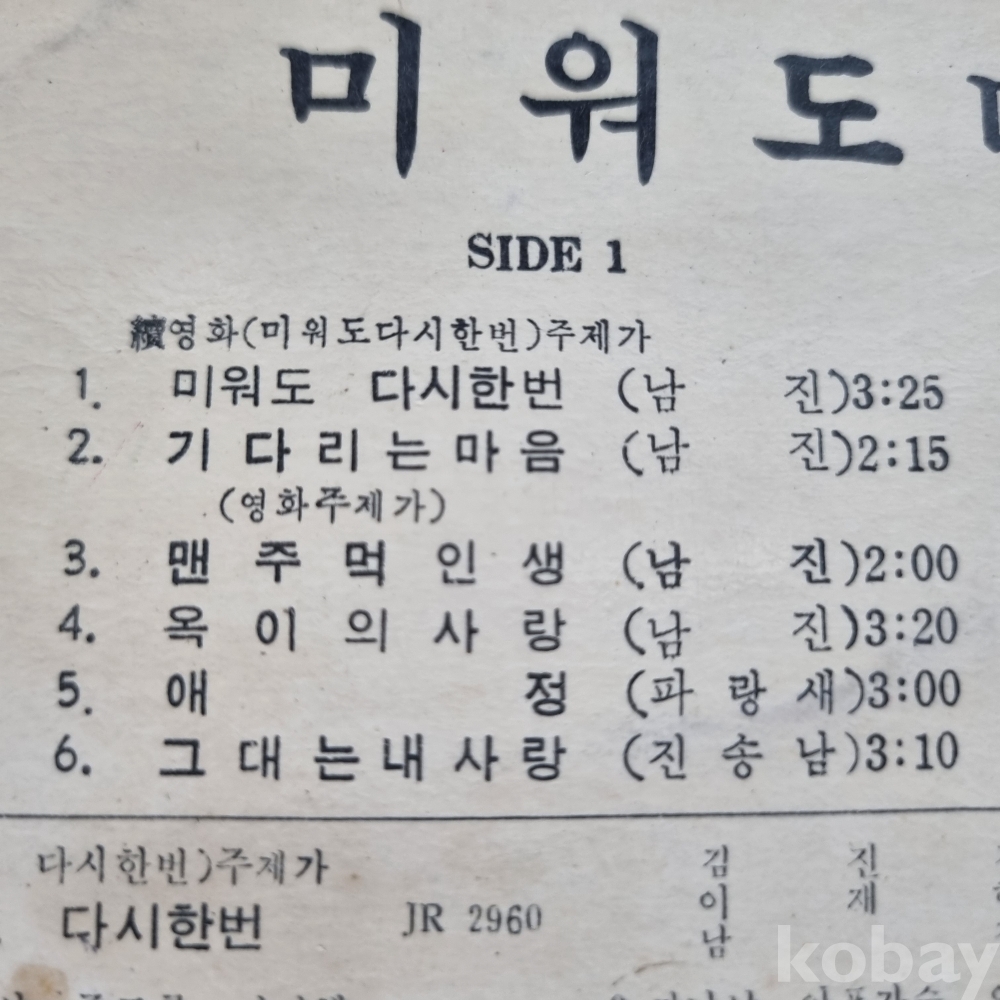 미워도
SIDE 1
續영화(미워도다시한번)주제가
1. 미워도 다시한번 (남 진)3:25
2. 기다리는마음 (남 진)2:15
(영화주제가)
3. 맨주먹인생 (남 진)2:00
4. 옥이의사랑 (남 진)3:20
5. 애 정 (파랑새)3:00
6. 그대는내사랑 (진송남)3:10
다시한번)주제가 김 진
이 재
다시한번 JR 2960 남
kobay